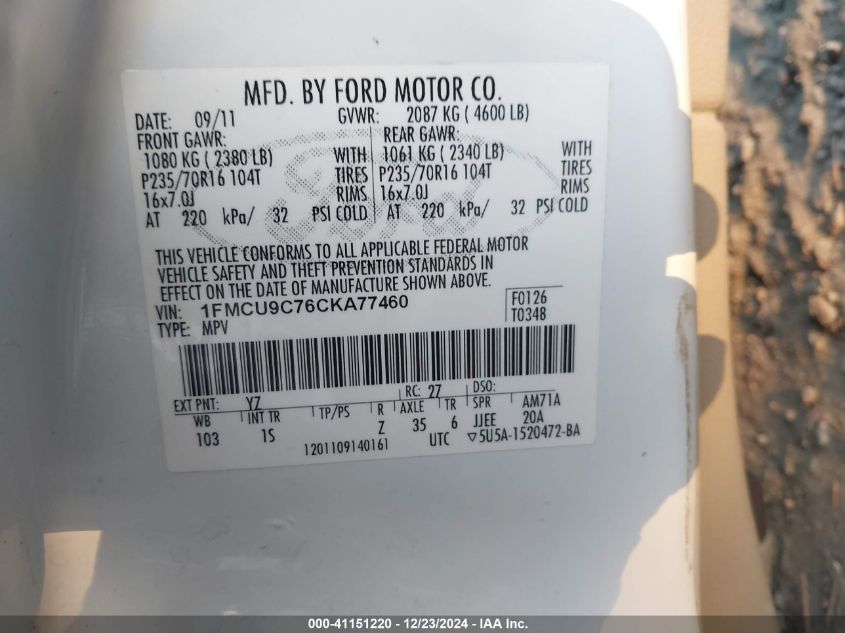 MFD. BY FORD MOTOR CO.
DATE: 09/11 GVWR: 2087 KG ( 4600 LB)
FRONT GAWR: REAR GAWR:
1080 KG ( 2380 LB) WITH 1061 KG ( 2340 LB) WITH
P235/70R16 104T TIRES P235/70R16 104T TIRES
16x7.0J RIMS 16x7.0J RIMS
AT 220 kPa/ 32 PSI COLD AT 220 kPa/ 32 PSI COLD
Ford
THIS VEHICLE CONFORMS TO ALL APPLICABLE FEDERAL MOTOR
VEHICLE SAFETY AND THEFT PREVENTION STANDARDS IN
EFFECT ON THE DATE OF MANUFACTURE SHOWN ABOVE.
VIN: 1FMCU9C76CKA77460 F0126
TYPE: MPV T0348
EXT PNT: YZ RC: 27 DSO:
WB INT TR TP/PS R AXLE TR SPR AM71A
103 1S Z 35 6 JJEE 20A
1201109140161 UTC ▽5U5A-1520472-BA
000-41151220 - 12/23/2024 - IAA Inc.